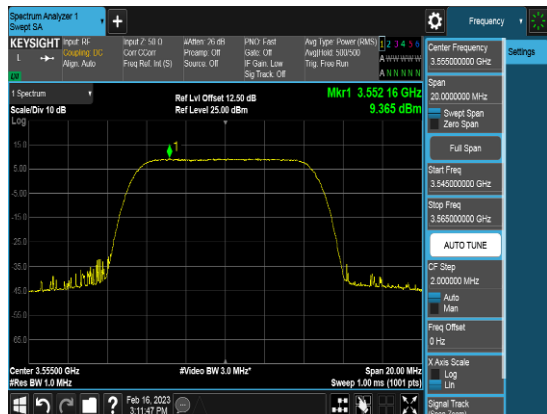 Spectrum Analyzer 1
Swept SA
+
Frequency
KEYSIGHT
L
Input: RF
Coupling: DC
Align: Auto
Input Z: 50 Ω
Corr CCorr
Freq Ref: Int (S)
#Atten: 26 dB
Preamp: Off
Source: Off
PNO: Fast
Gate: Off
IF Gain: Low
Sig Track: Off
Avg Type: Power (RMS)
Avg|Hold: 500/500
Trig: Free Run
1 2 3 4 5 6
A W W W W W
A N N N N N
LV
1 Spectrum
Scale/Div 10 dB
Log
Ref Lvl Offset 12.50 dB
Ref Level 25.00 dBm
Mkr1 3.552 16 GHz
9.365 dBm
1
15.0
5.00
-5.00
-15.0
-25.0
-35.0
-45.0
-55.0
-65.0
Center 3.55500 GHz
#Res BW 1.0 MHz
#Video BW 3.0 MHz*
Span 20.00 MHz
Sweep 1.00 ms (1001 pts)
Feb 16, 2023
3:11:47 PM
?
Center Frequency
3.555000000 GHz
Settings
Span
20.0000000 MHz
Swept Span
Zero Span
Full Span
Start Freq
3.545000000 GHz
Stop Freq
3.565000000 GHz
AUTO TUNE
CF Step
2.000000 MHz
Auto
Man
Freq Offset
0 Hz
X Axis Scale
Log
Lin
Signal Track
(Span Zoom)